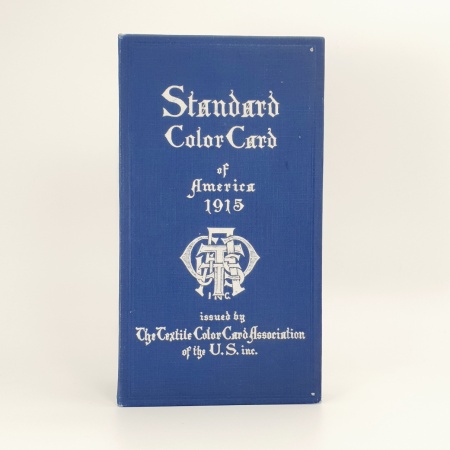 Standard
Color Card
of
America
1915
INC.
issued by
The Textile Color Card Association
of the U.S. inc.